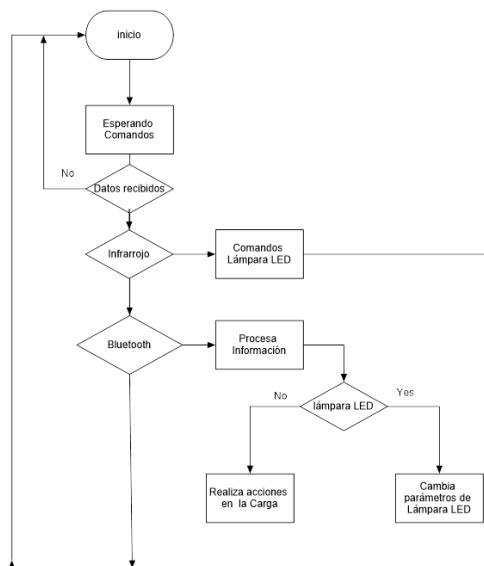 inicio
Esperando
Comandos
No
Datos recibidos
Infrarrojo
Comandos
Lámpara LED
Bluetooth
Procesa
Información
No
Yes
lámpara LED
Realiza acciones
en la Carga
Cambia
parámetros de
Lámpara LED